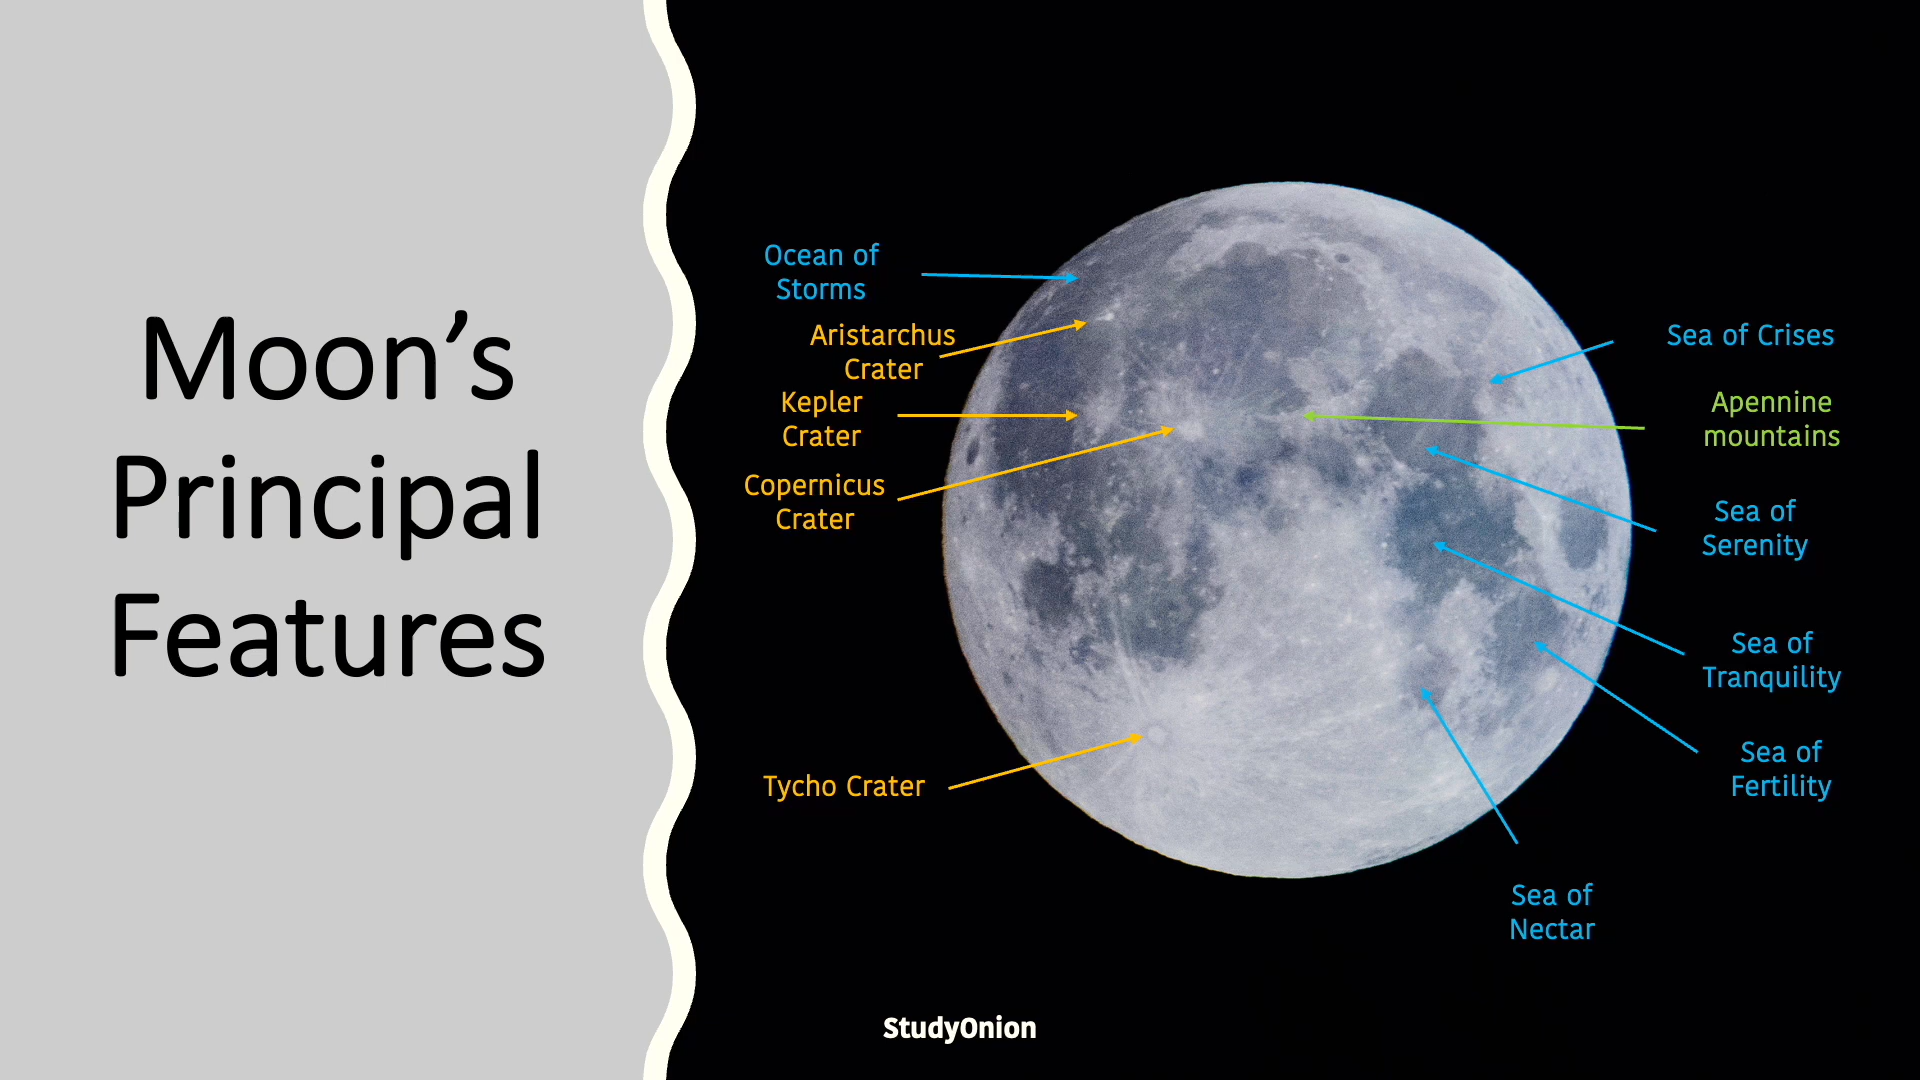 Moon’s
Principal
Features
Ocean of
Storms
Aristarchus
Crater
Kepler
Crater
Copernicus
Crater
Tycho Crater
Sea of Crises
Apennine
mountains
Sea of
Serenity
Sea of
Tranquility
Sea of
Fertility
Sea of
Nectar
StudyOnion